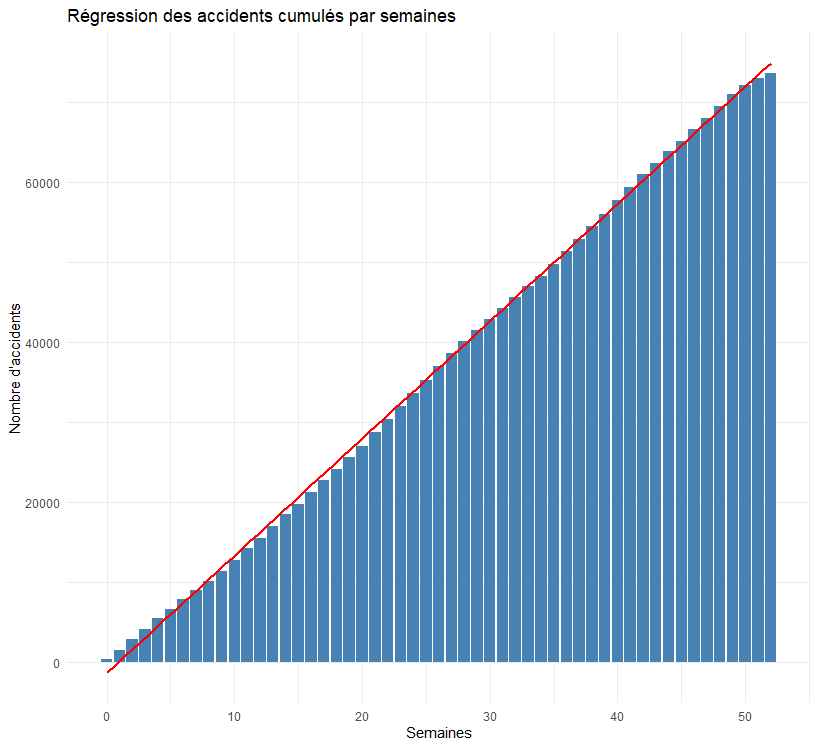 Régression des accidents cumulés par semaines
Nombre d'accidents
60000
40000
20000
0
0 10 20 30 40 50
Semaines